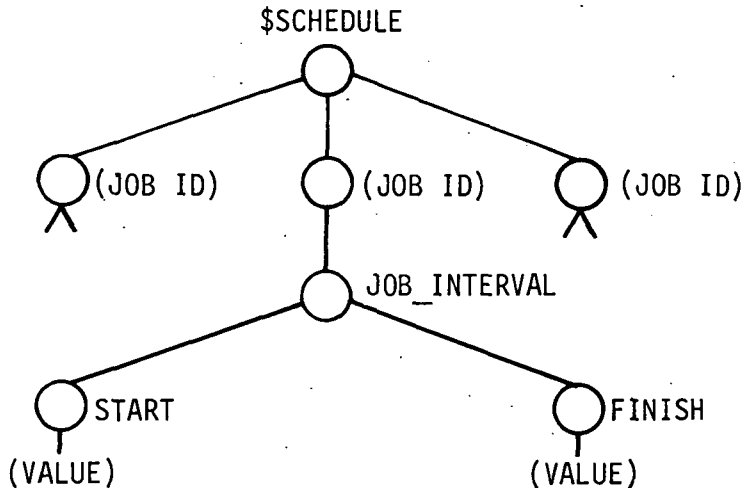 $SCHEDULE
(JOB ID) (JOB ID) (JOB ID)
JOB_INTERVAL
START FINISH
(VALUE) (VALUE)